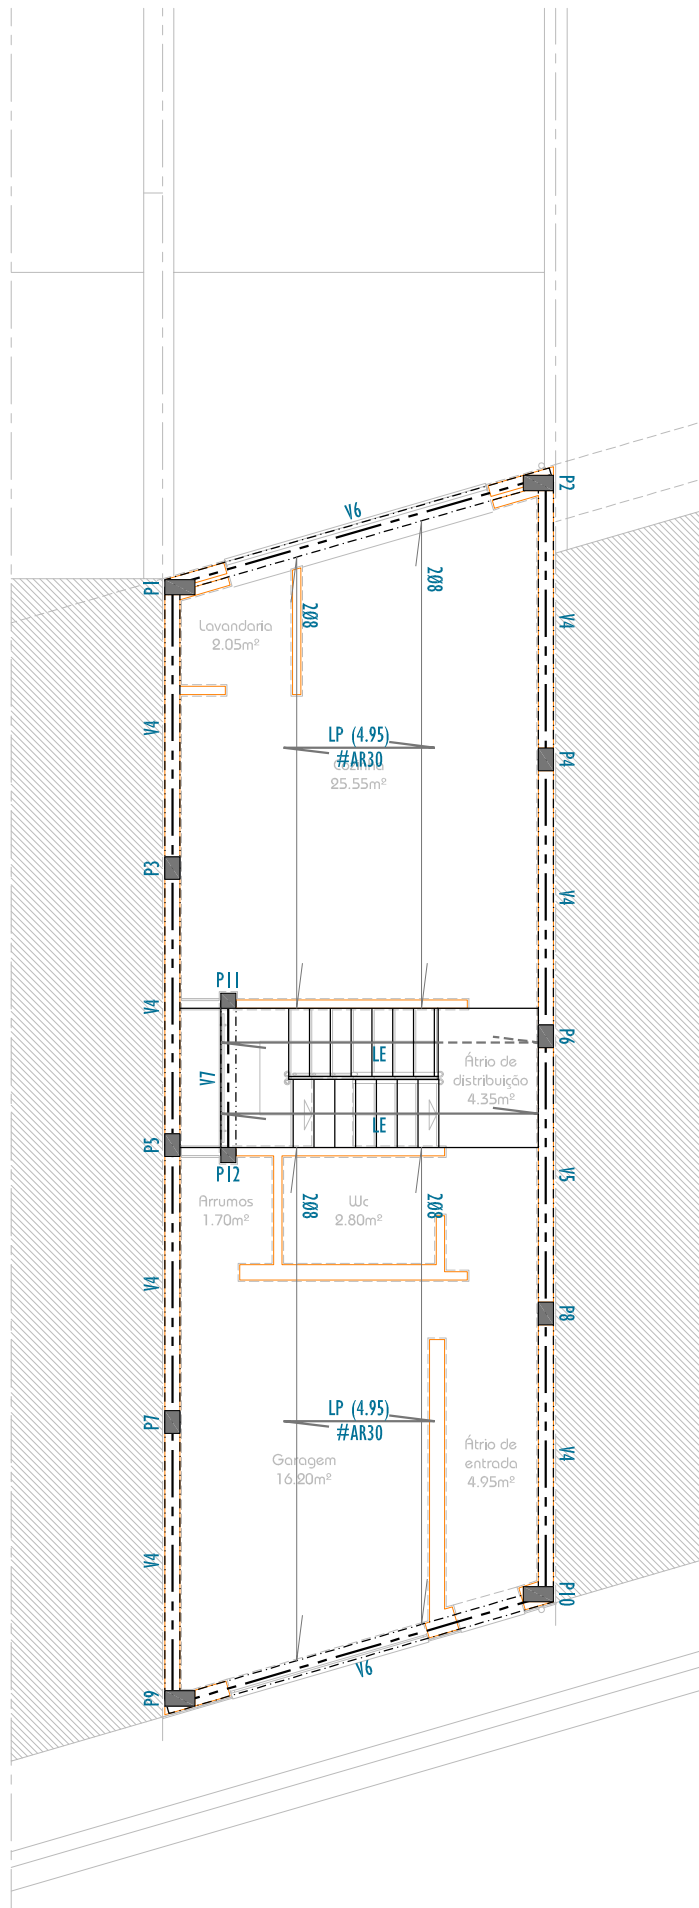 P2
V6
P1
2Ø8
2Ø8
V4
Lavandaria
2.05m²
V4
LP (4.95)
#AR30
Cozinha
25.55m²
P4
P3
V4
P11
V4
P6
LE
Átrio de
distribuição
4.35m²
V7
LE
P5
P12
V5
Arrumos
1.70m²
2Ø8
Wc
2.80m²
2Ø8
V4
P8
LP (4.95)
#AR30
P7
Garagem
16.20m²
Átrio de
entrada
4.95m²
V4
V4
P10
V6
P9